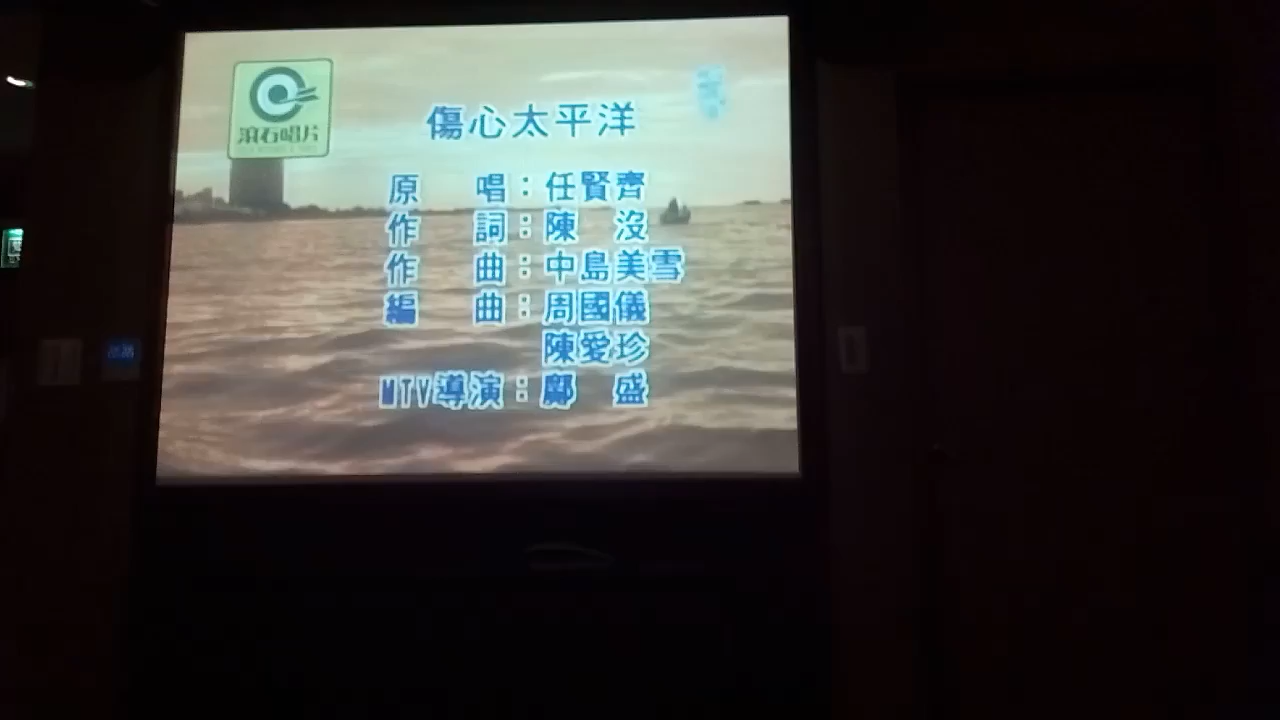 滾石唱片
傷心太平洋
原　唱：任賢齊
作　詞：陳　沒
作　曲：中島美雪
編　曲：周國儀
陳愛珍
MTV導演：鄺　盛